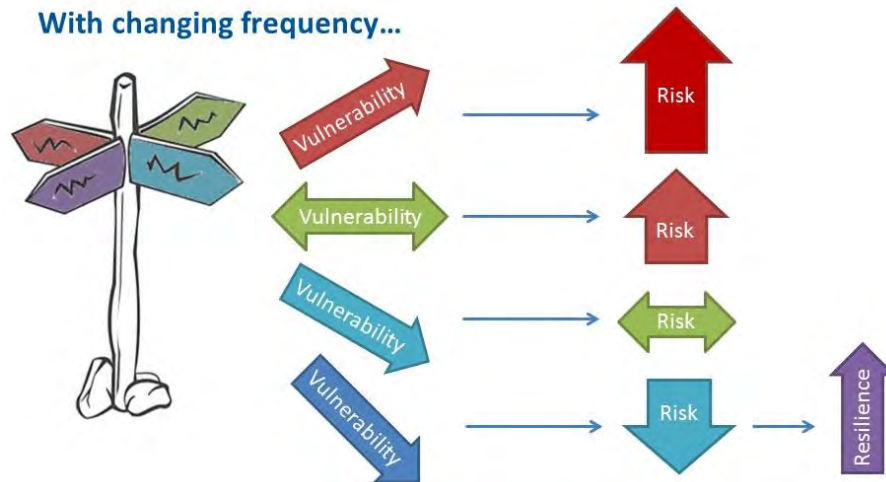 With changing frequency...
Vulnerability
Risk
Vulnerability
Risk
Vulnerability
Risk
Vulnerability
Risk
Resilience